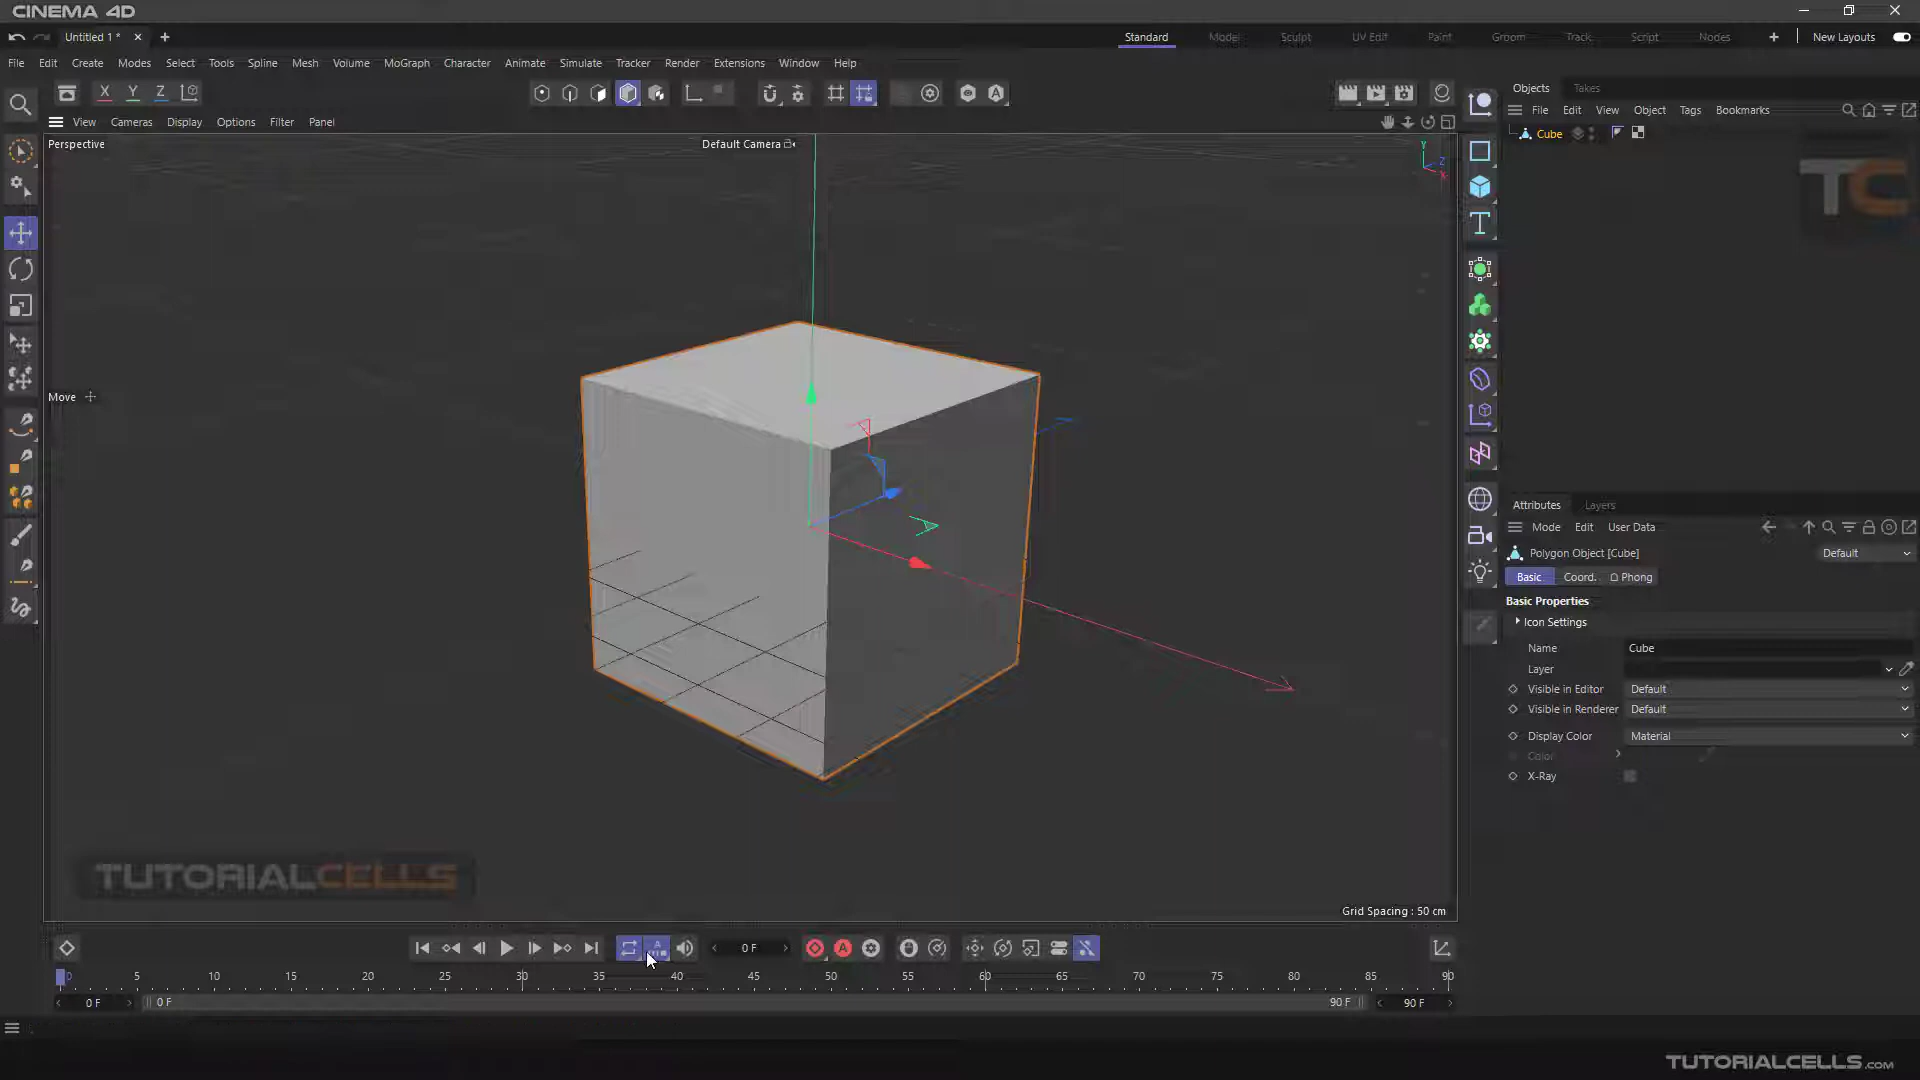 CINEMA 4D
Untitled 1 *
Standard Model Sculpt UV Edit Paint Groom Track Script Nodes New Layouts
File Edit Create Modes Select Tools Spline Mesh Volume MoGraph Character Animate Simulate Tracker Render Extensions Window Help
X Y Z
View Cameras Display Options Filter Panel
Perspective
Default Camera
Y
Z
X
Move
Grid Spacing : 50 cm
Objects Takes
File Edit View Object Tags Bookmarks
Cube
TC
Attributes Layers
Mode Edit User Data
Polygon Object [Cube]
Default
Basic Coord. Phong
Basic Properties
Icon Settings
Name Cube
Layer
Visible in Editor Default
Visible in Renderer Default
Display Color Material
Color
X-Ray
TUTORIALCELLS
0 F
0 5 10 15 20 25 30 35 40 45 50 55 60 65 70 75 80 85 90
0 F 0 F 90 F 90 F
TUTORIALCELLS.COM